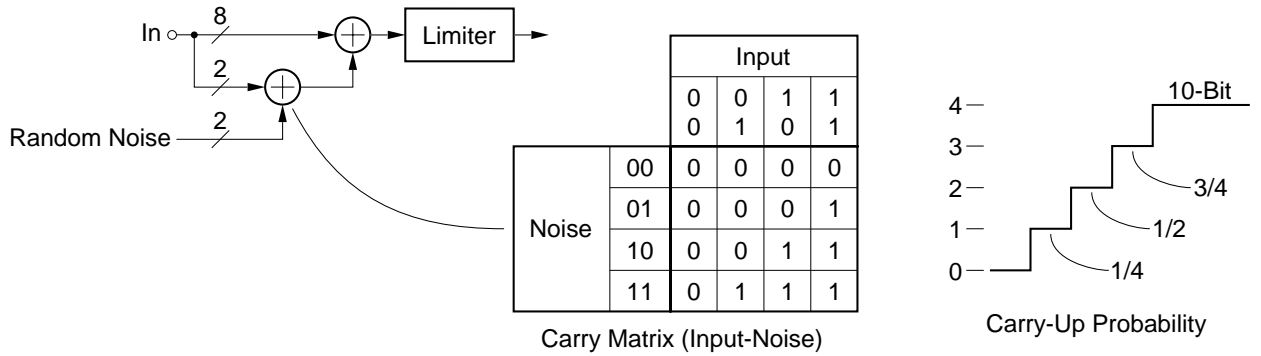 In
8
Limiter
2
Random Noise
2
Input
0 0 1 1
0 1 0 1
Noise
00 0 0 0 0
01 0 0 0 1
10 0 0 1 1
11 0 1 1 1
Carry Matrix (Input-Noise)
10-Bit
4
3
2
1
0
3/4
1/2
1/4
Carry-Up Probability